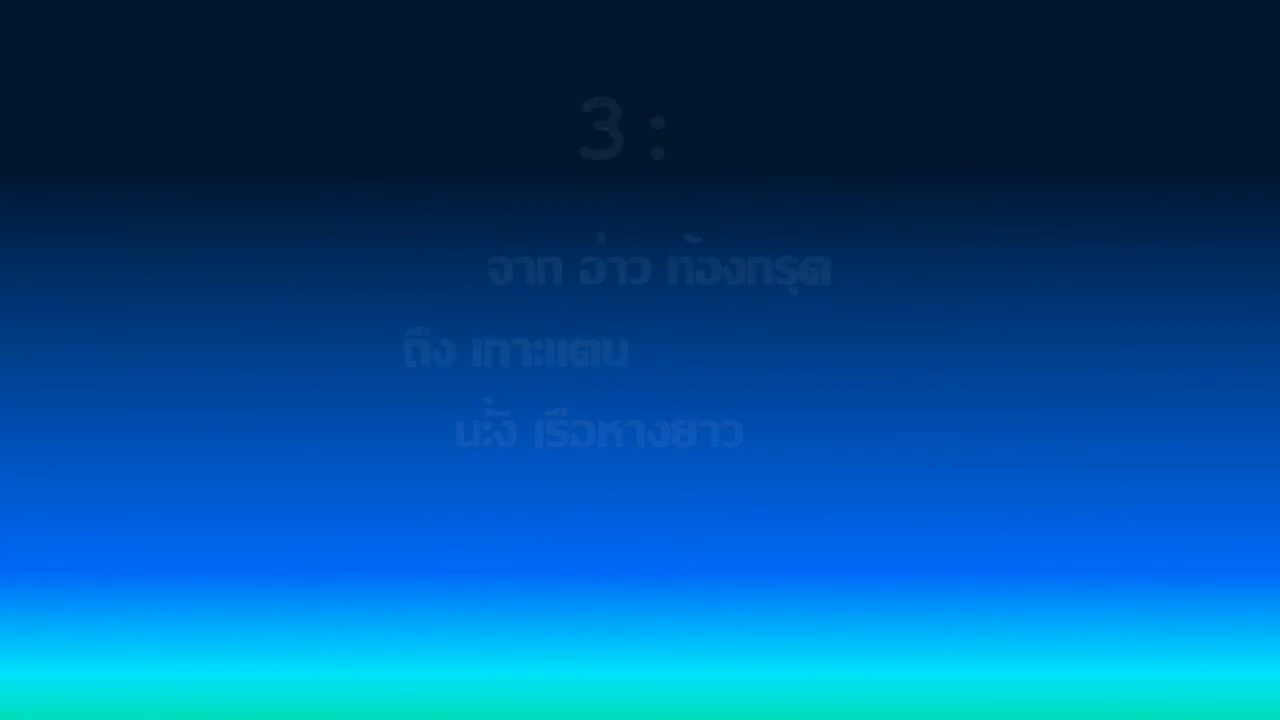 3 :
จาก อ่าว ท้องกรุด
ถึง เกาะแตน
นั่ง เรือหางยาว